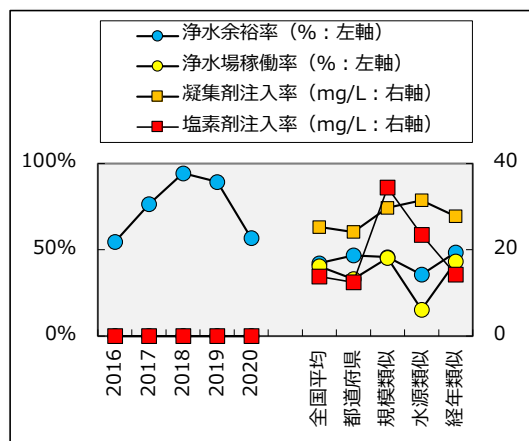 浄水余裕率（%：左軸）
浄水場稼働率（%：左軸）
凝集剤注入率（mg/L：右軸）
塩素剤注入率（mg/L：右軸）
100%
50%
0%
40
20
0
2016
2017
2018
2019
2020
全国平均
都道府県
規模類似
水源類似
経年類似